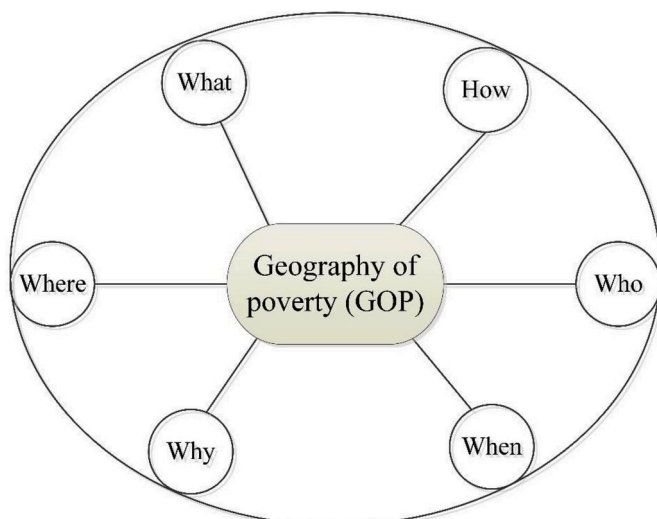 What
How
Geography of
poverty (GOP)
Where
Who
Why
When